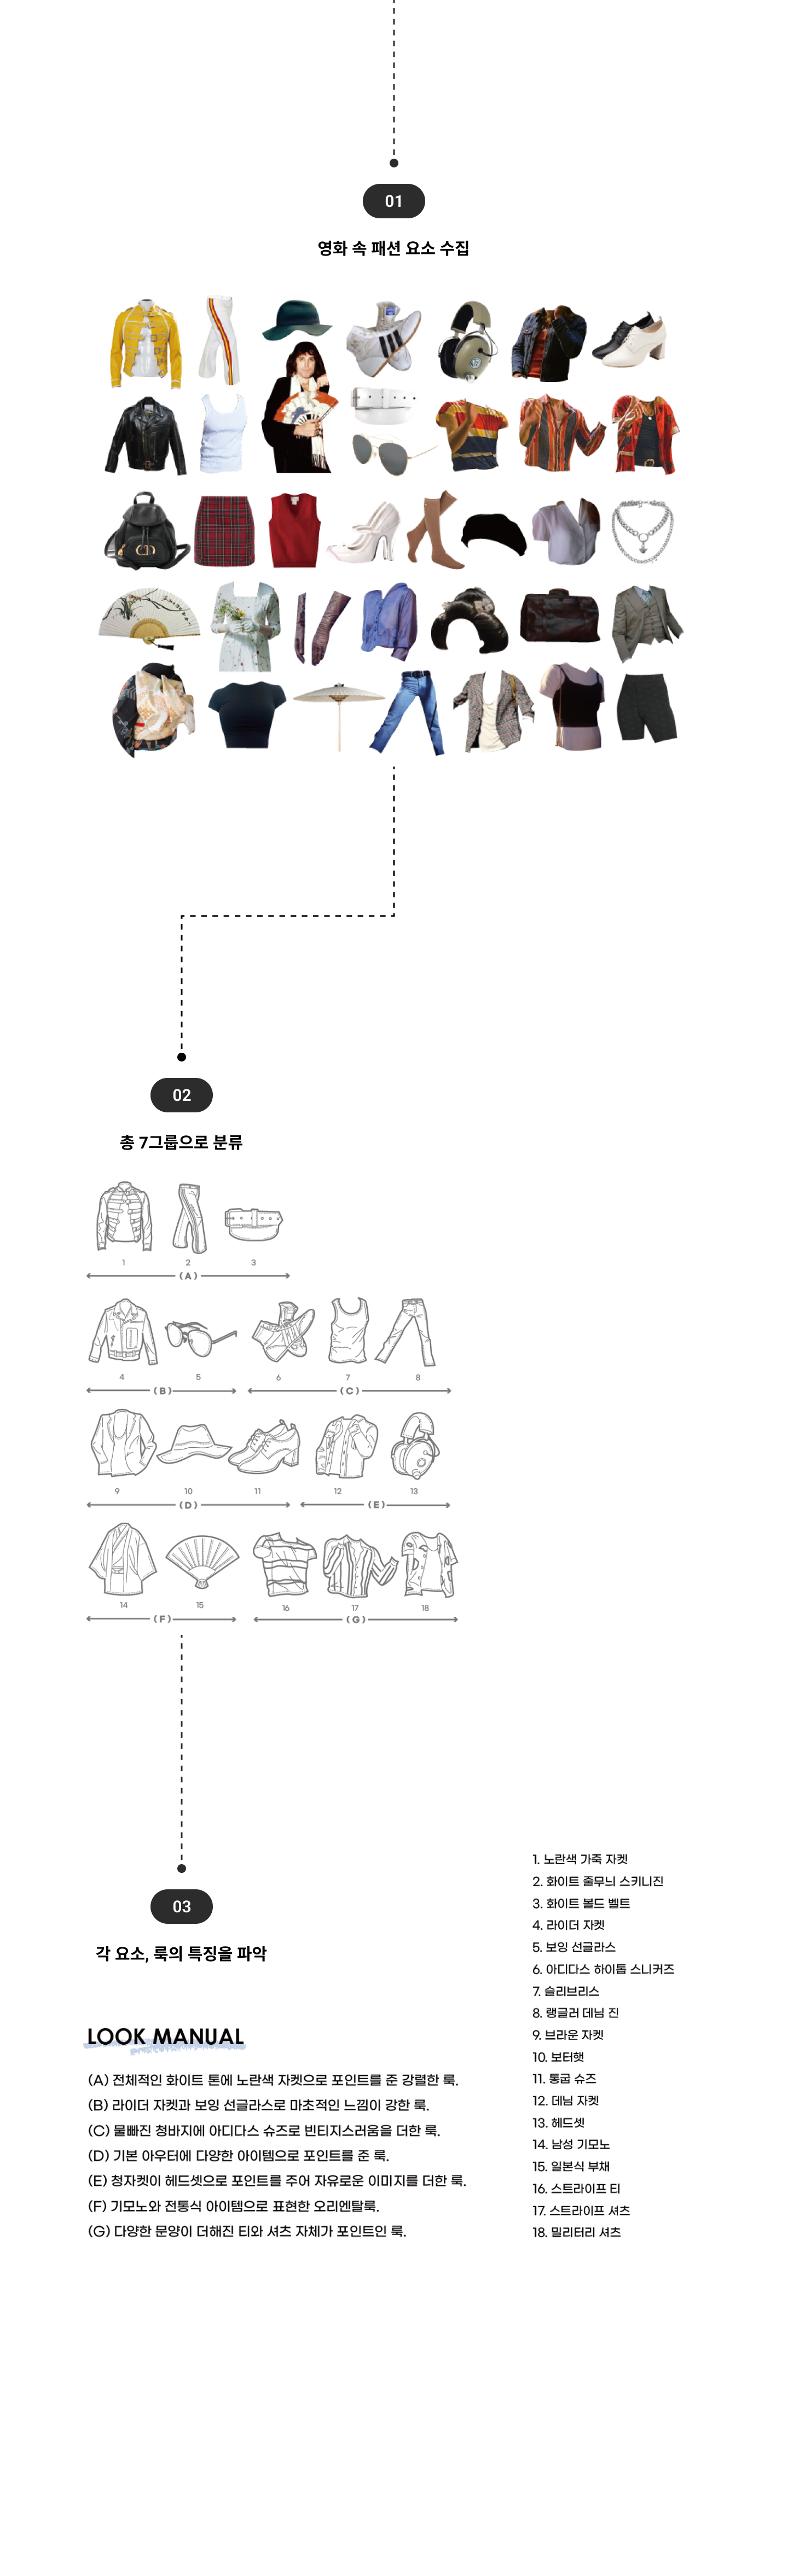 01
영화 속 패션 요소 수집
02
총 7그룹으로 분류
1 2 3
(A)
4 5 6 7 8
(B) (C)
9 10 11 12 13
(D) (E)
14 15 16 17 18
(F) (G)
03
각 요소, 룩의 특징을 파악
LOOK MANUAL
(A) 전체적인 화이트 톤에 노란색 자켓으로 포인트를 준 강렬한 룩.
(B) 라이더 자켓과 보잉 선글라스로 마초적인 느낌이 강한 룩.
(C) 물빠진 청바지에 아디다스 슈즈로 빈티지스러움을 더한 룩.
(D) 기본 아우터에 다양한 아이템으로 포인트를 준 룩.
(E) 청자켓이 헤드셋으로 포인트를 주어 자유로운 이미지를 더한 룩.
(F) 기모노와 전통식 아이템으로 표현한 오리엔탈룩.
(G) 다양한 문양이 더해진 티와 셔츠 자체가 포인트인 룩.
1. 노란색 가죽 자켓
2. 화이트 줄무늬 스키니진
3. 화이트 볼드 벨트
4. 라이더 자켓
5. 보잉 선글라스
6. 아디다스 하이톱 스니커즈
7. 슬리브리스
8. 랭글러 데님 진
9. 브라운 자켓
10. 보터햇
11. 통굽 슈즈
12. 데님 자켓
13. 헤드셋
14. 남성 기모노
15. 일본식 부채
16. 스트라이프 티
17. 스트라이프 셔츠
18. 밀리터리 셔츠